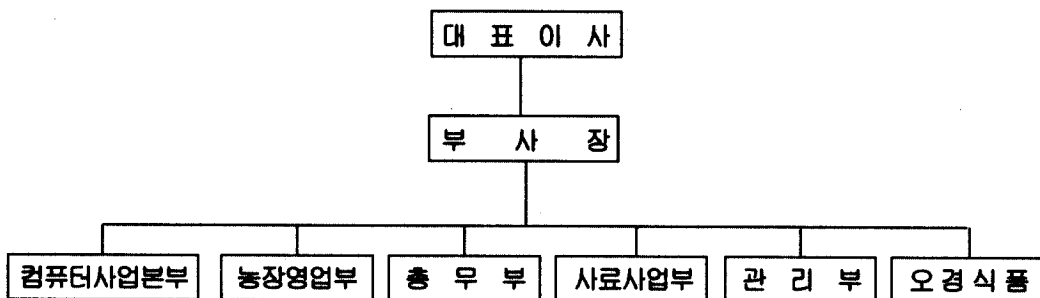 대 표 이 사
부 사 장
컴퓨터사업본부 농장영업부 총 무 부 사료사업부 관 리 부 오경식품